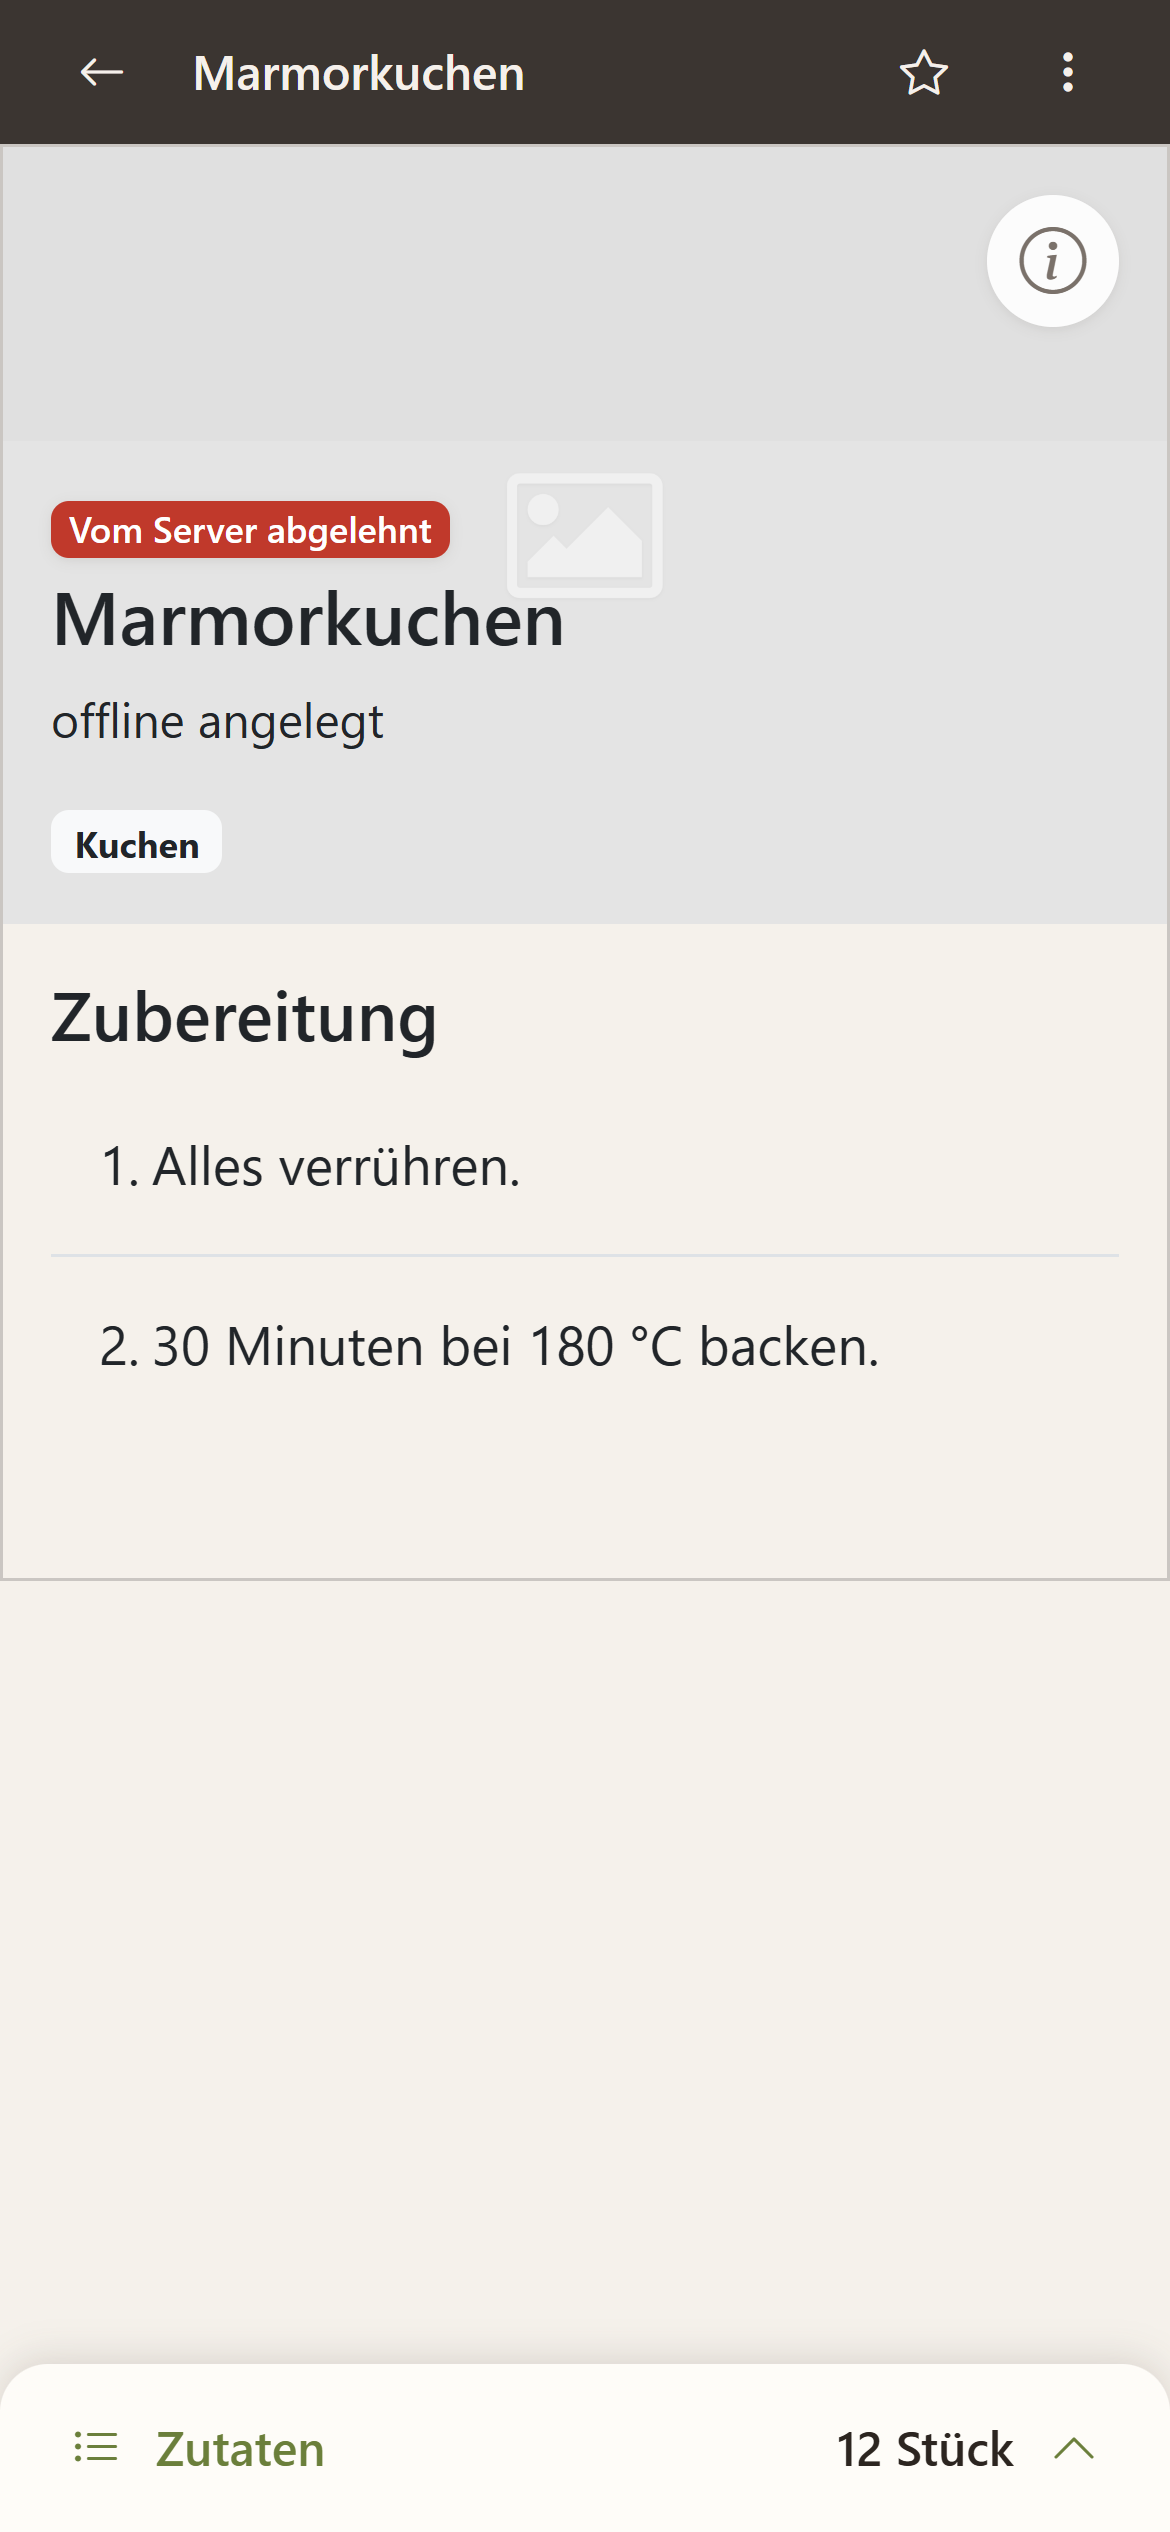 Marmorkuchen
i
Vom Server abgelehnt
Marmorkuchen
offline angelegt
Kuchen
Zubereitung
1. Alles verrühren.
2. 30 Minuten bei 180 °C backen.
Zutaten 12 Stück